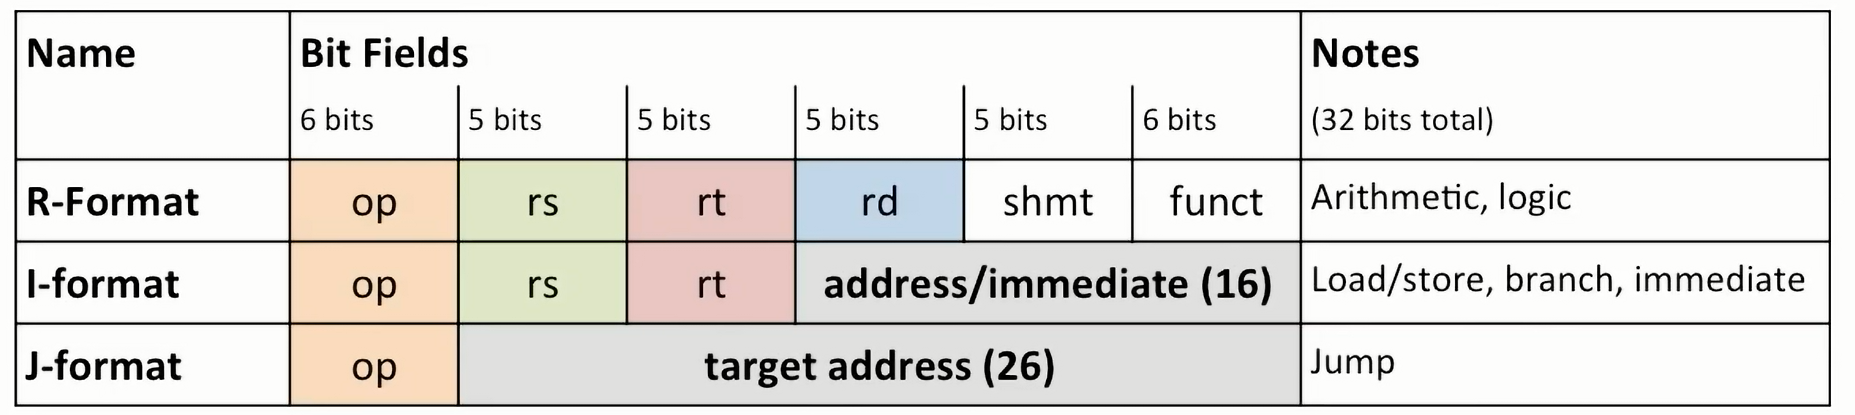 Name Bit Fields Notes
6 bits 5 bits 5 bits 5 bits 5 bits 6 bits (32 bits total)
R-Format op rs rt rd shmt funct Arithmetic, logic
I-format op rs rt address/immediate (16) Load/store, branch, immediate
J-format op target address (26) Jump